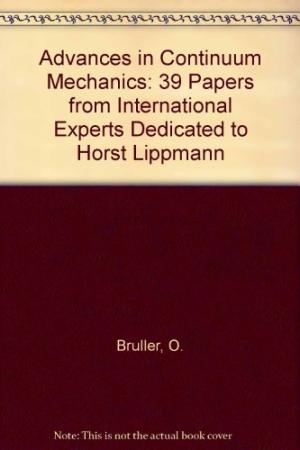 Advances in Continuum
Mechanics: 39 Papers
from International
Experts Dedicated to
Horst Lippmann
Bruller, O.
Note: This is not the actual book cover